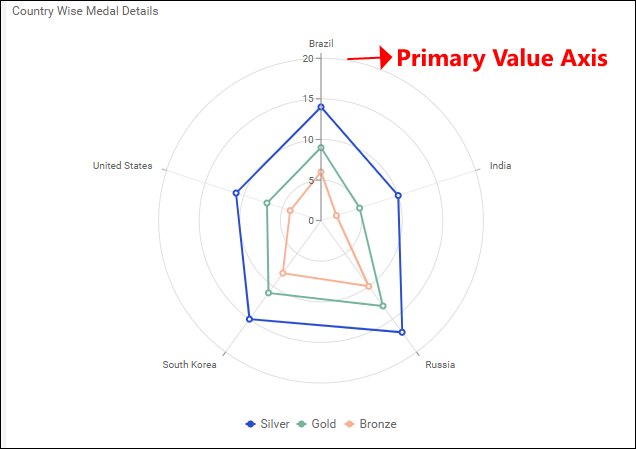 Country Wise Medal Details
Brazil
20
Primary Value Axis
15
10
United States
India
5
0
South Korea
Russia
Silver Gold Bronze